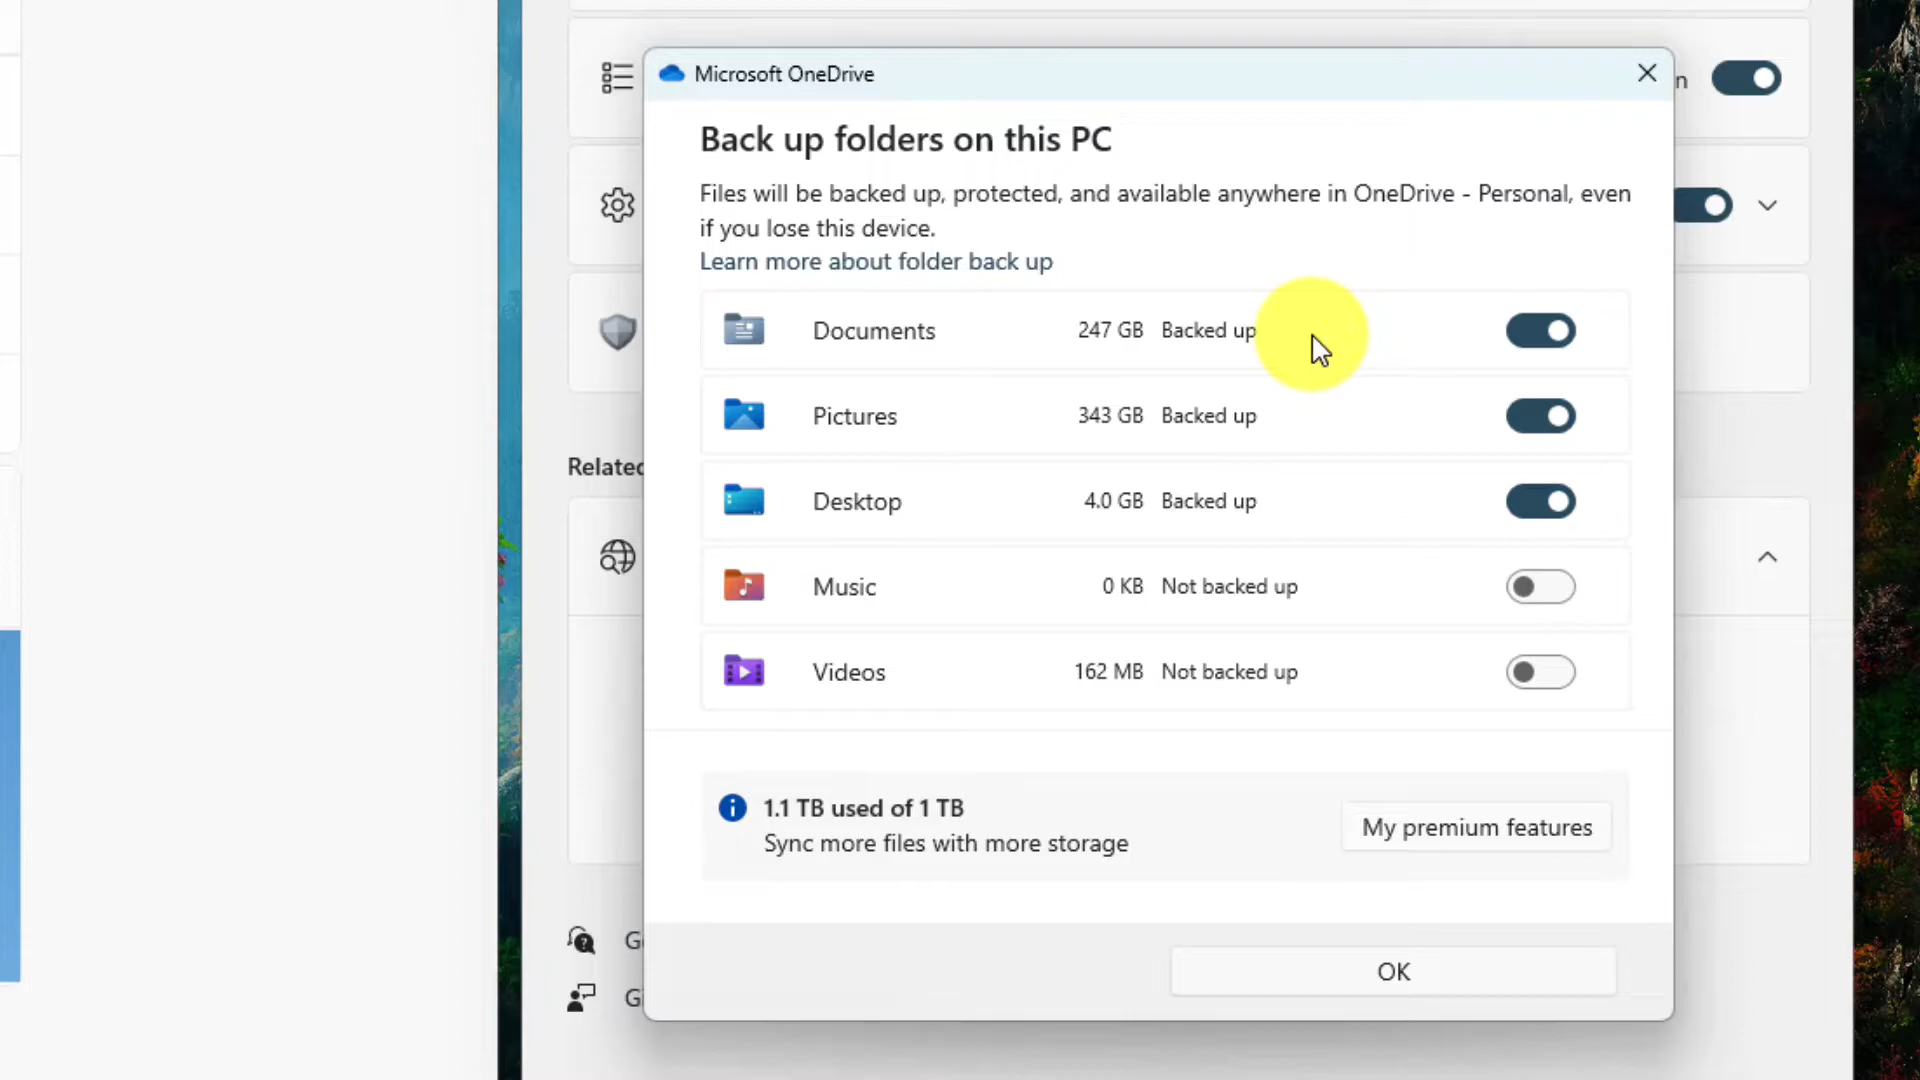 Microsoft OneDrive
n
Back up folders on this PC
Files will be backed up, protected, and available anywhere in OneDrive - Personal, even
if you lose this device.
Learn more about folder back up
Documents 247 GB Backed up
Pictures 343 GB Backed up
Related
Desktop 4.0 GB Backed up
Music 0 KB Not backed up
Videos 162 MB Not backed up
1.1 TB used of 1 TB
Sync more files with more storage
My premium features
G
OK
G